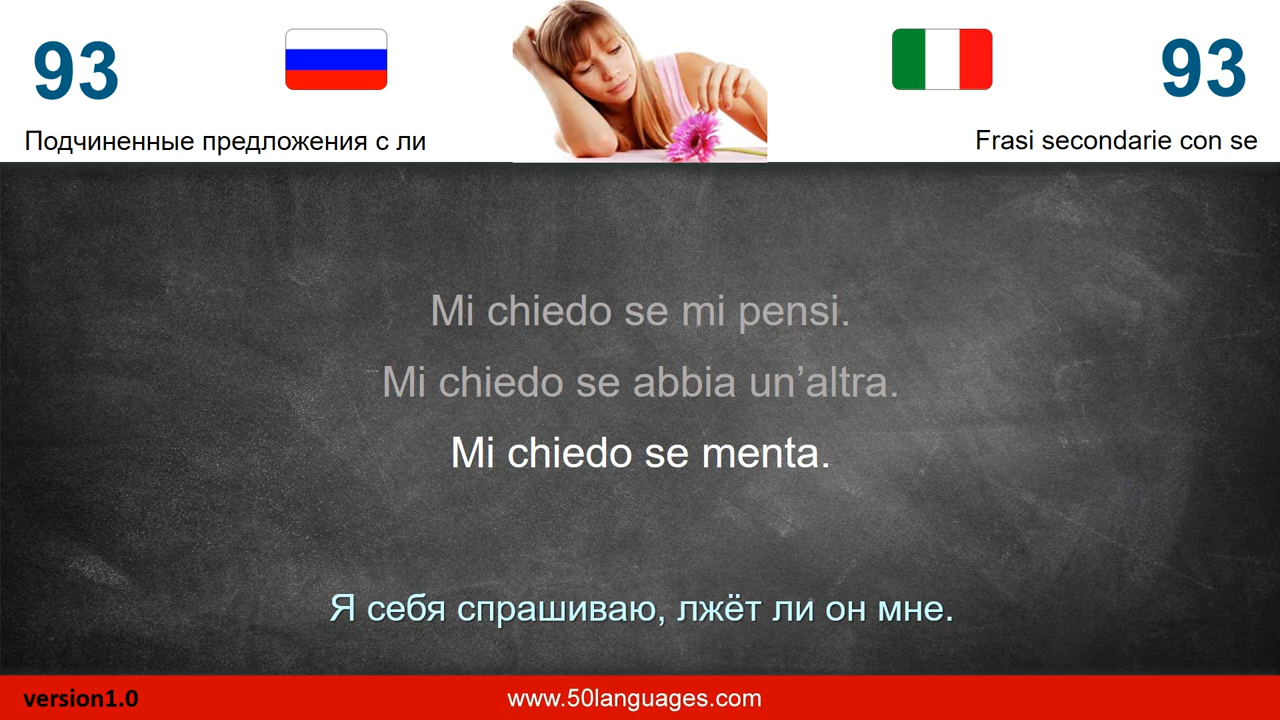 93
93
Подчиненные предложения с ли
Frasi secondarie con se
Mi chiedo se mi pensi.
Mi chiedo se abbia un’altra.
Mi chiedo se menta.
Я себя спрашиваю, лжёт ли он мне.
version1.0
www.50languages.com